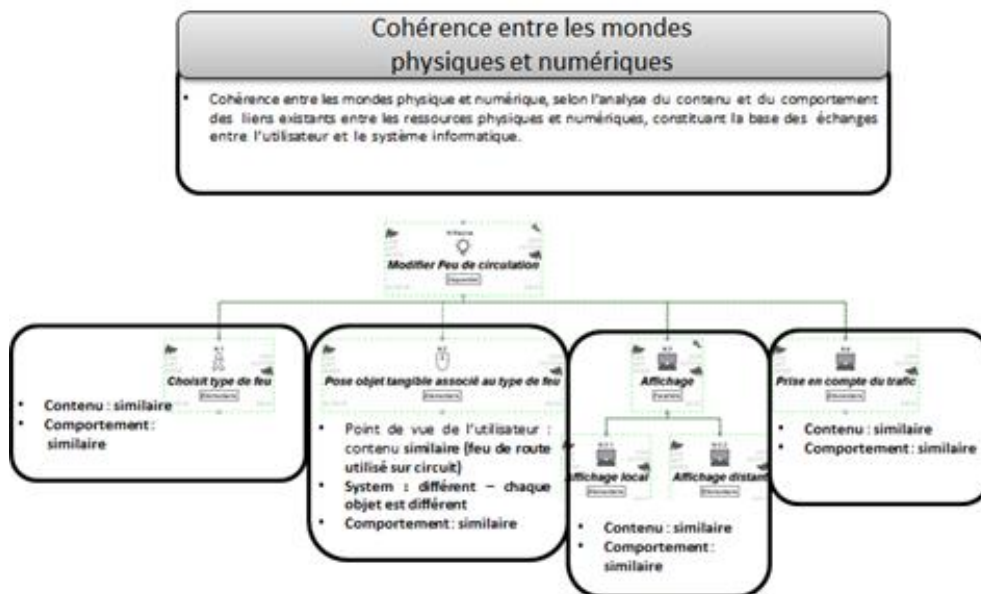 Cohérence entre les mondes
physiques et numériques
• Cohérence entre les mondes physique et numérique, selon l'analyse du contenu et du comportement
des liens existants entre les ressources physiques et numériques, constituant la base des échanges
entre l'utilisateur et le système informatique.
Modifier Feu de circulation
Choisit type de feu
Elémentaire
• Contenu : similaire
• Comportement :
similaire
Pose objet tangible associé au type de feu
Elémentaire
• Point de vue de l'utilisateur :
contenu similaire (feu de route
utilisé sur circuit)
• System : différent – chaque
objet est différent
• Comportement : similaire
Affichage
Affichage local
Elémentaire
Affichage distant
Elémentaire
• Contenu : similaire
• Comportement :
similaire
Prise en compte du trafic
Elémentaire
• Contenu : similaire
• Comportement : similaire